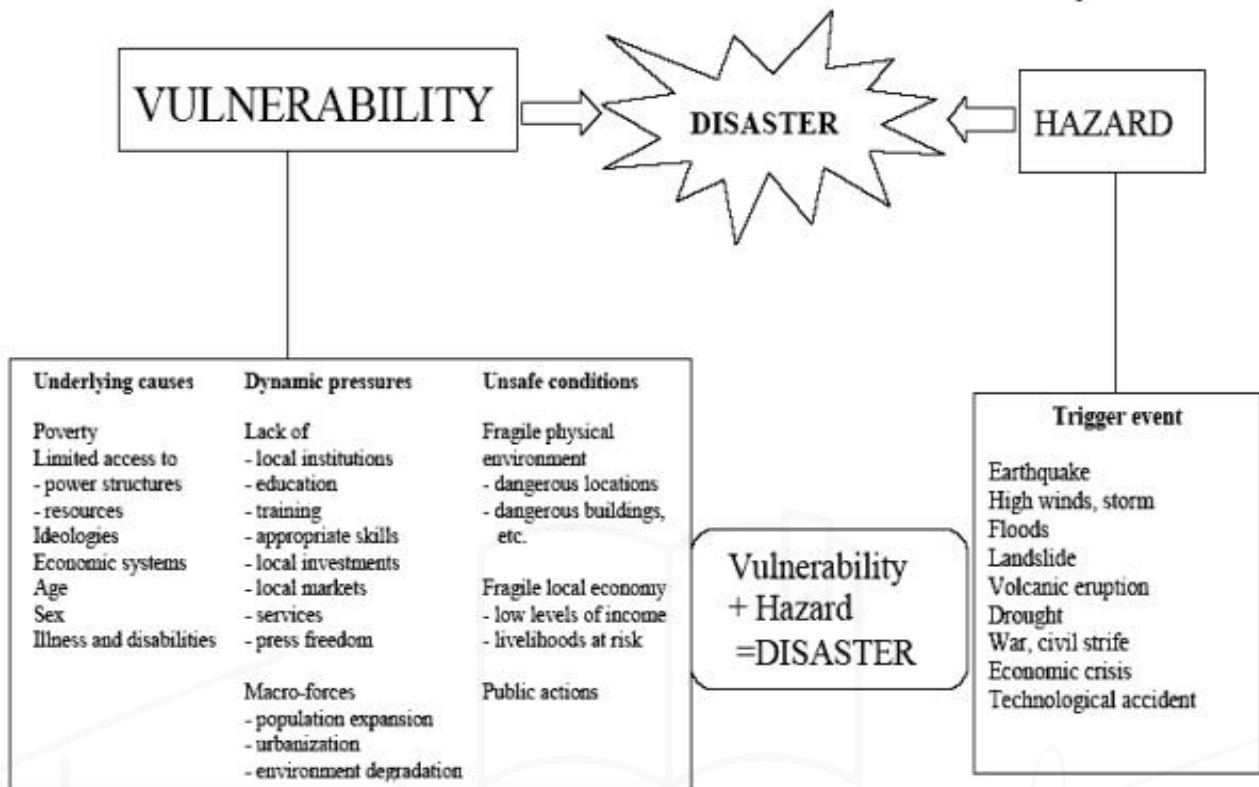 VULNERABILITY
DISASTER
HAZARD
Underlying causes
Poverty
Limited access to
- power structures
- resources
Ideologies
Economic systems
Age
Sex
Illness and disabilities
Dynamic pressures
Lack of
- local institutions
- education
- training
- appropriate skills
- local investments
- local markets
- services
- press freedom
Macro-forces
- population expansion
- urbanization
- environment degradation
Unsafe conditions
Fragile physical
environment
- dangerous locations
- dangerous buildings,
etc.
Fragile local economy
- low levels of income
- livelihoods at risk
Public actions
Vulnerability
+ Hazard
=DISASTER
Trigger event
Earthquake
High winds, storm
Floods
Landslide
Volcanic eruption
Drought
War, civil strife
Economic crisis
Technological accident